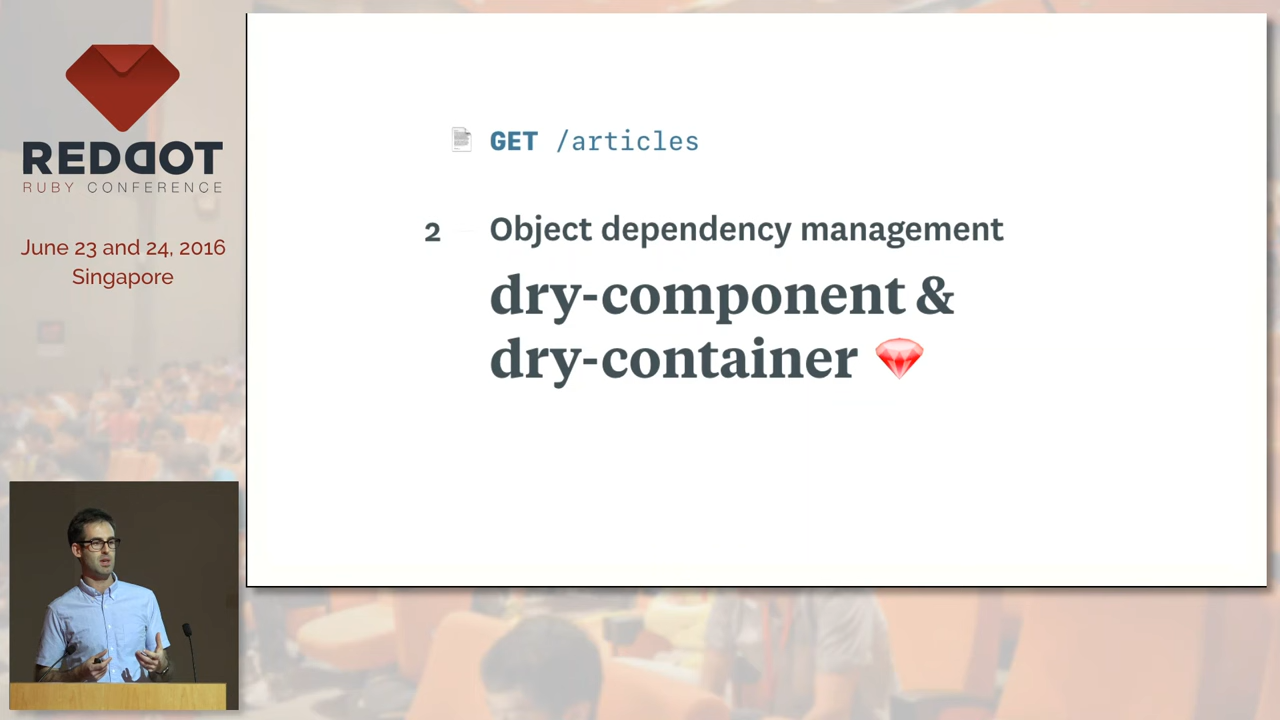 REDDOT
RUBY CONFERENCE
June 23 and 24, 2016
Singapore
GET /articles
2 Object dependency management
dry-component &
dry-container